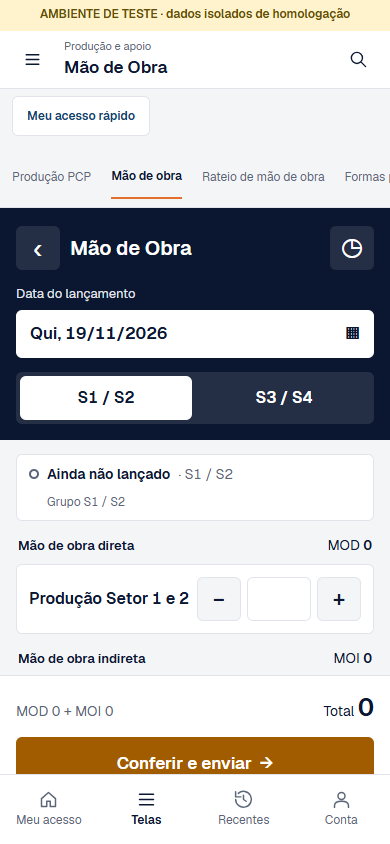 AMBIENTE DE TESTE · dados isolados de homologação
Produção e apoio
Mão de Obra
Meu acesso rápido
Produção PCP Mão de obra Rateio de mão de obra Formas
Mão de Obra
Data do lançamento
Qui, 19/11/2026
S1 / S2 S3 / S4
Ainda não lançado · S1 / S2
Grupo S1 / S2
Mão de obra direta MOD 0
Produção Setor 1 e 2 − +
Mão de obra indireta MOI 0
MOD 0 + MOI 0 Total 0
Conferir e enviar →
Meu acesso Telas Recentes Conta